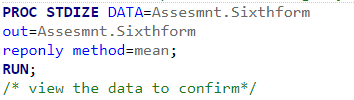 PROC STDIZE DATA=Assesmnt.Sixthform
out=Assesmnt.Sixthform
reponly method=mean;
RUN;
/* view the data to confirm*/